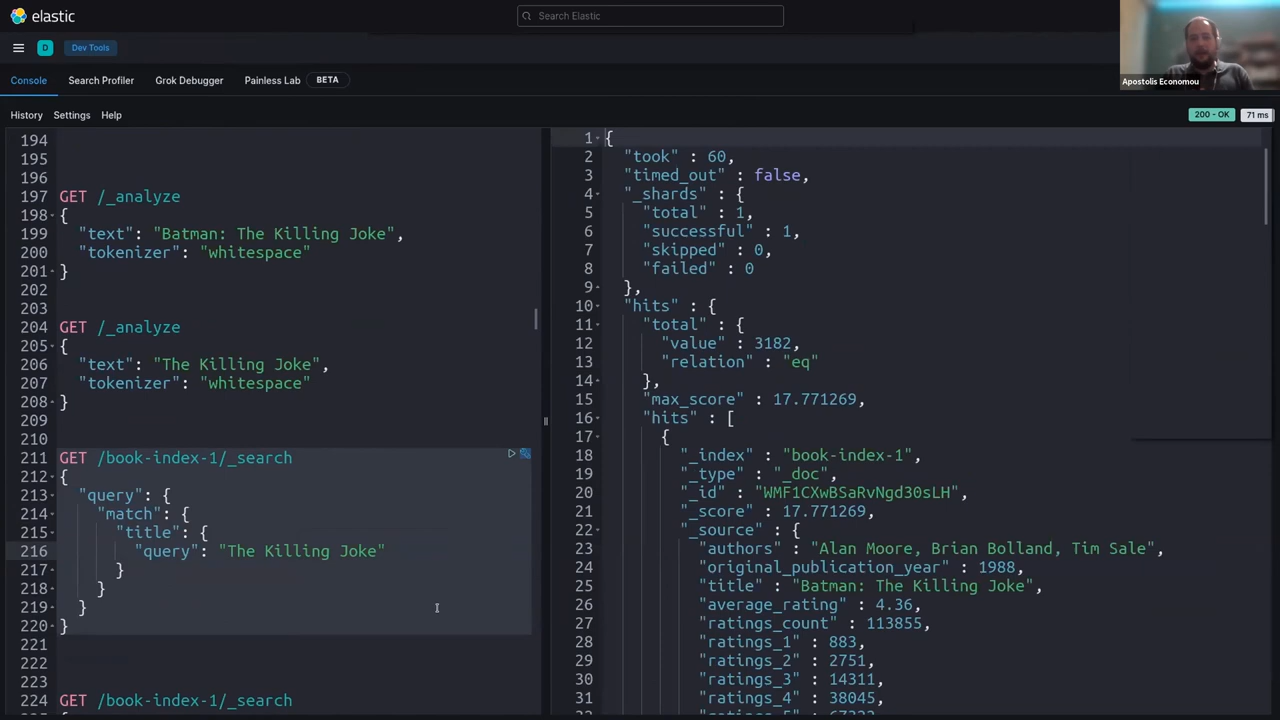 elastic
Search Elastic
Apostolis Economou
D
Dev Tools
Console
Search Profiler
Grok Debugger
Painless Lab
BETA
History
Settings
Help
200 - OK
71 ms
194
195
196
197 GET /_analyze
198 {
199 "text": "Batman: The Killing Joke",
200 "tokenizer": "whitespace"
201 }
202
203
204 GET /_analyze
205 {
206 "text": "The Killing Joke",
207 "tokenizer": "whitespace"
208 }
209
210
211 GET /book-index-1/_search
212 {
213 "query": {
214 "match": {
215 "title": {
216 "query": "The Killing Joke"
217 }
218 }
219 }
220 }
221
222
223
224 GET /book-index-1/_search
1 {
2 "took" : 60,
3 "timed_out" : false,
4 "_shards" : {
5 "total" : 1,
6 "successful" : 1,
7 "skipped" : 0,
8 "failed" : 0
9 },
10 "hits" : {
11 "total" : {
12 "value" : 3182,
13 "relation" : "eq"
14 },
15 "max_score" : 17.771269,
16 "hits" : [
17 {
18 "_index" : "book-index-1",
19 "_type" : "_doc",
20 "_id" : "WMF1CXwBSaRvNgd30sLH",
21 "_score" : 17.771269,
22 "_source" : {
23 "authors" : "Alan Moore, Brian Bolland, Tim Sale",
24 "original_publication_year" : 1988,
25 "title" : "Batman: The Killing Joke",
26 "average_rating" : 4.36,
27 "ratings_count" : 113855,
28 "ratings_1" : 883,
29 "ratings_2" : 2751,
30 "ratings_3" : 14311,
31 "ratings_4" : 38045,